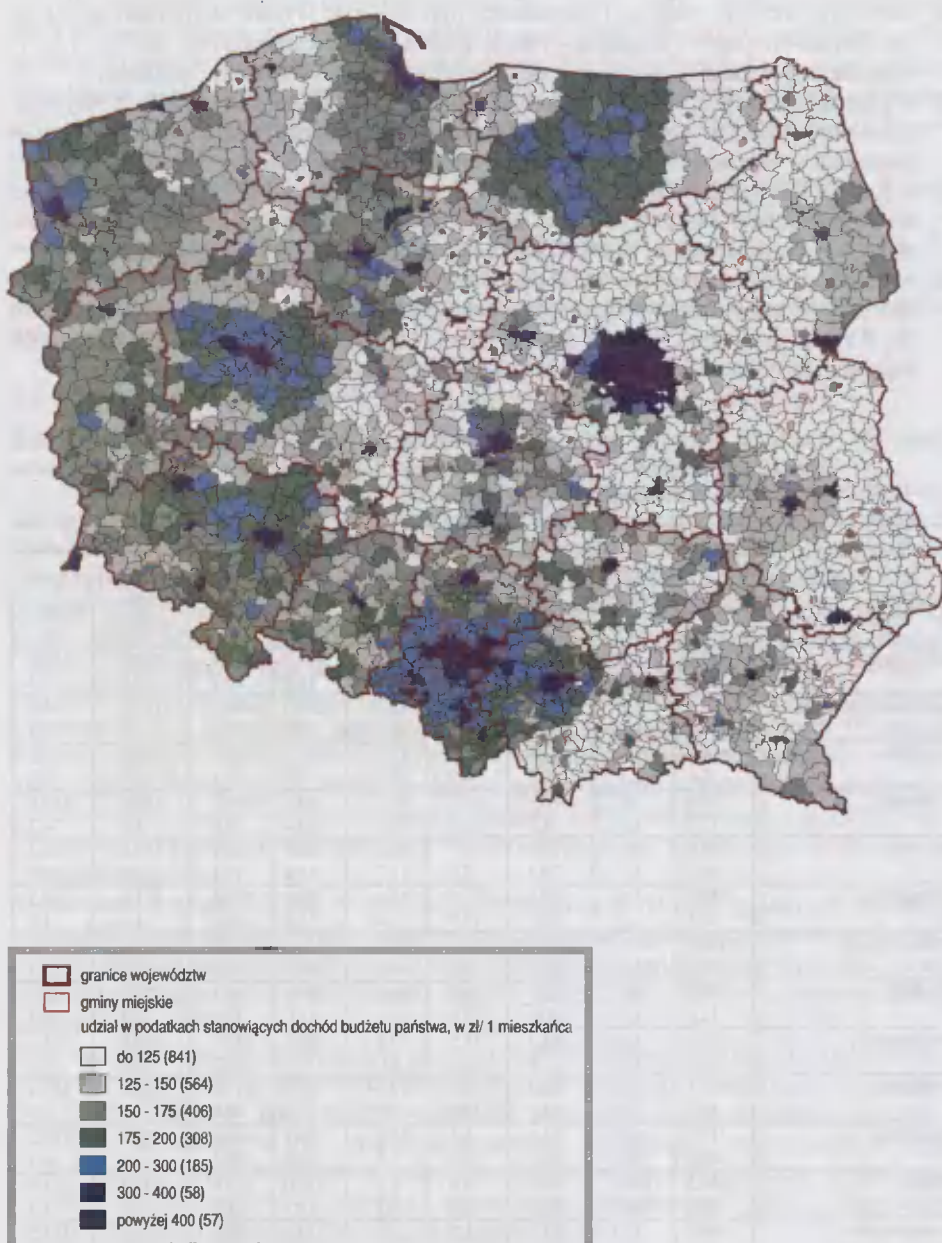 granice województw
gminy miejskie
udział w podatkach stanowiących dochód budżetu państwa, w zł/ 1 mieszkańca
do 125 (841)
125 - 150 (564)
150 - 175 (406)
175 - 200 (308)
200 - 300 (185)
300 - 400 (58)
powyżej 400 (57)